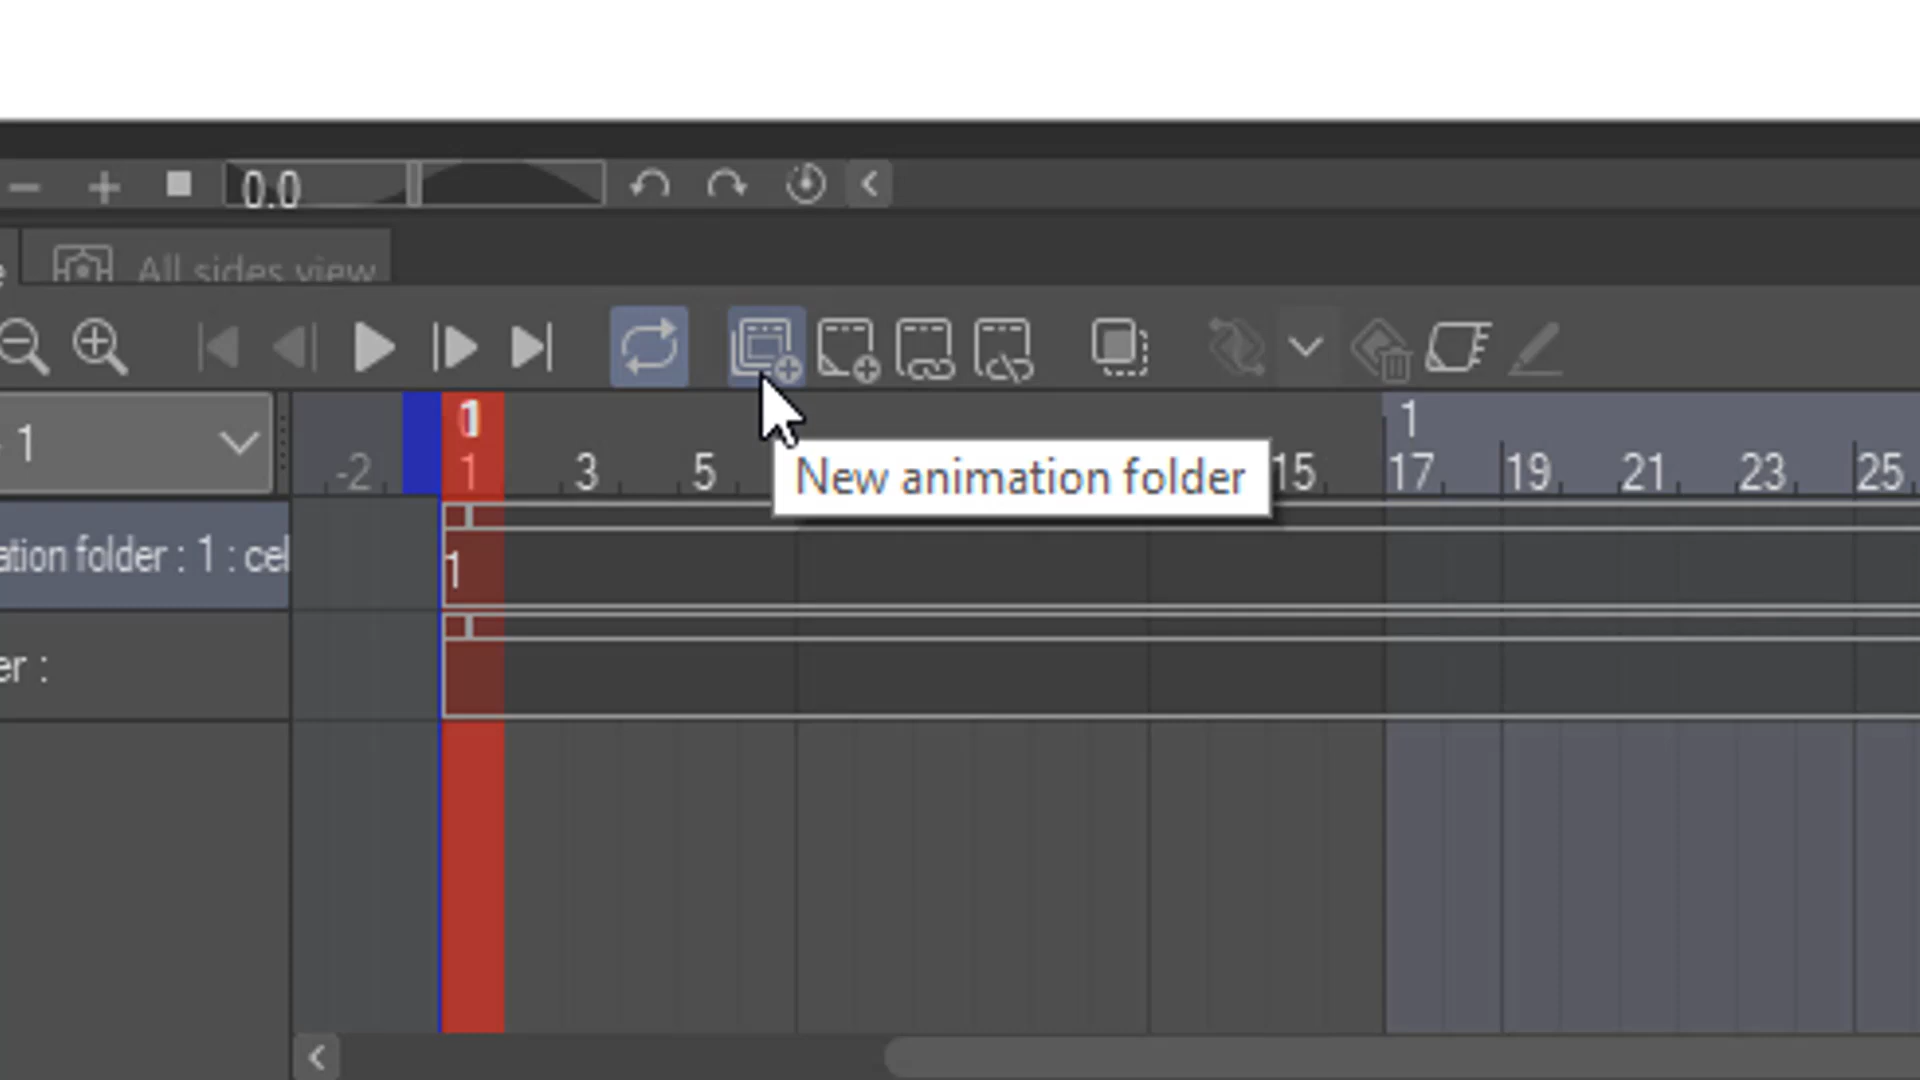 0.0
All sides view
1
1
1
-2 1 3 5 15 17 19 21 23 25
New animation folder
ation folder : 1 : cel
1
er :